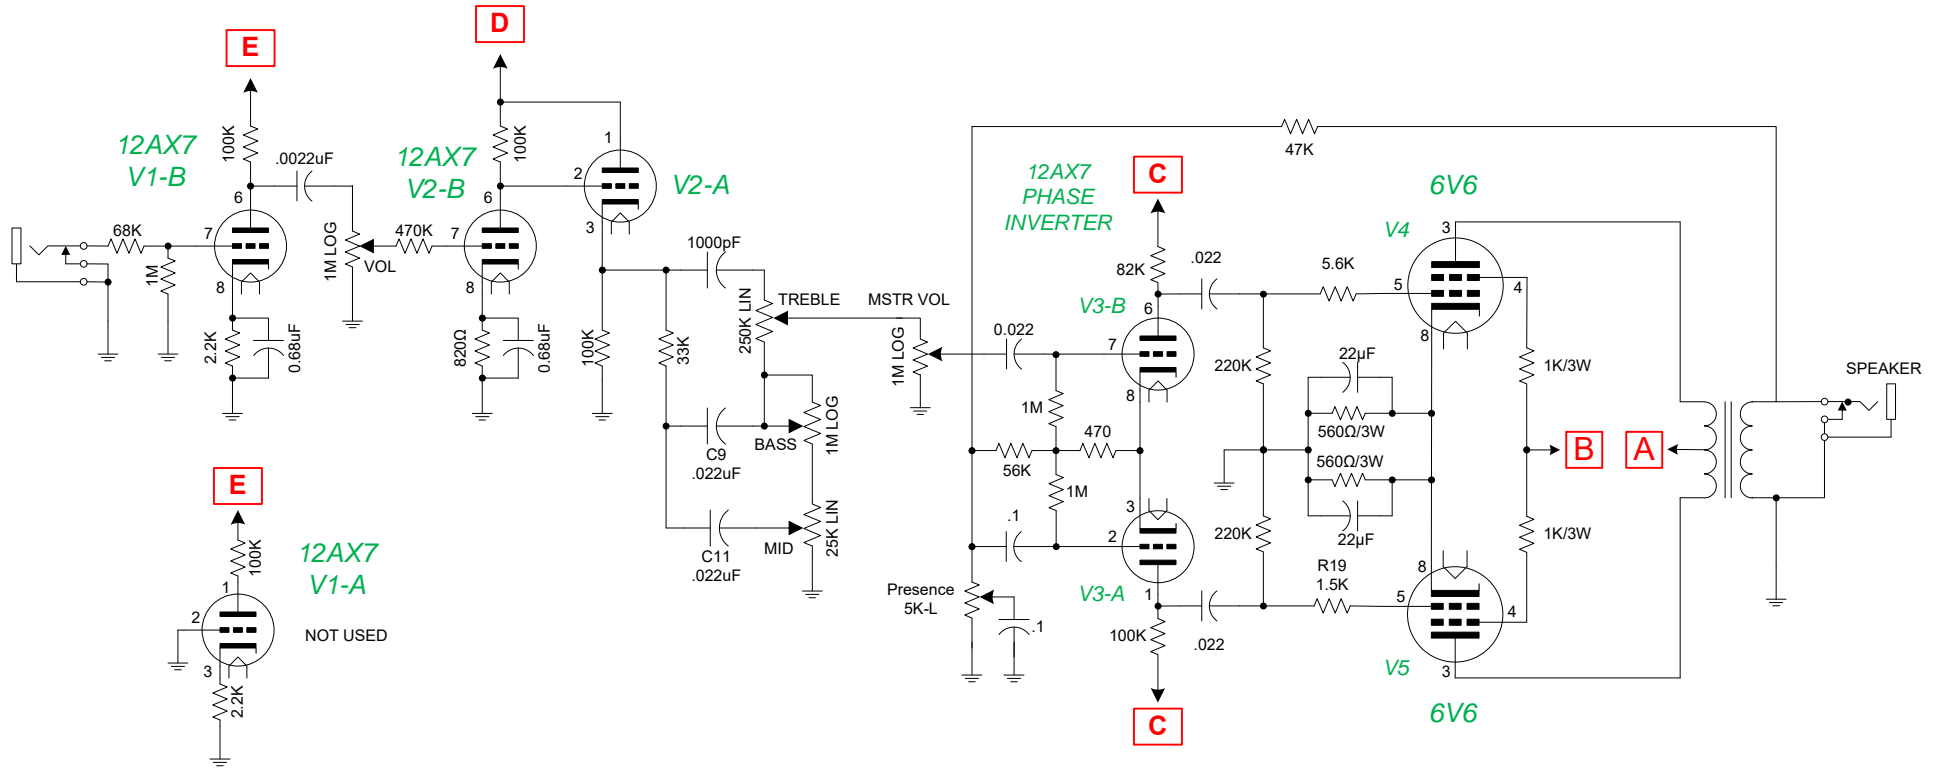 E
100K
12AX7
V1-B
.0022uF
6
7
8
68K
1M
2.2K
0.68uF
1M LOG
VOL
D
100K
12AX7
V2-B
6
470K
7
8
820Ω
0.68uF
1
2
3
V2-A
100K
33K
1000pF
250K LIN
TREBLE
C9
.022uF
BASS
1M LOG
C11
.022uF
MID
25K LIN
MSTR VOL
1M LOG
E
100K
12AX7
V1-A
1
2
3
NOT USED
2.2K
47K
12AX7
PHASE
INVERTER
C
82K
.022
V3-B
6
7
8
0.022
1M
470
56K
1M
.1
3
2
1
V3-A
Presence
5K-L
.1
100K
.022
C
220K
220K
5.6K
22µF
560Ω/3W
560Ω/3W
22µF
R19
1.5K
6V6
V4
3
5
4
8
1K/3W
B
A
1K/3W
8
5
4
3
V5
6V6
SPEAKER